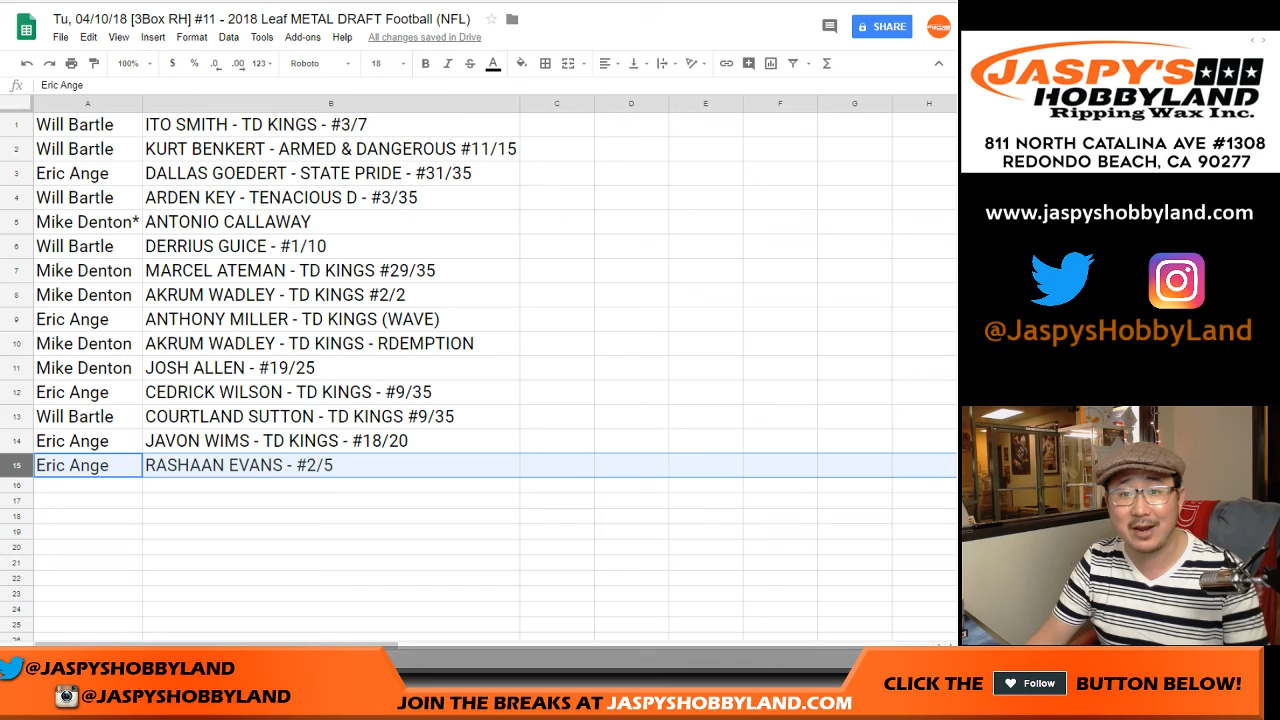 Tu, 04/10/18 [3Box RH] #11 - 2018 Leaf METAL DRAFT Football (NFL)
SHARE
File Edit View Insert Format Data Tools Add-ons Help All changes saved in Drive
100% $ % .0 .00 123 Roboto 18 B I S A
fx Eric Ange
A B C D E F G H
1 Will Bartle ITO SMITH - TD KINGS - #3/7
2 Will Bartle KURT BENKERT - ARMED & DANGEROUS #11/15
3 Eric Ange DALLAS GOEDERT - STATE PRIDE - #31/35
4 Will Bartle ARDEN KEY - TENACIOUS D - #3/35
5 Mike Denton* ANTONIO CALLAWAY
6 Will Bartle DERRIUS GUICE - #1/10
7 Mike Denton MARCEL ATEMAN - TD KINGS #29/35
8 Mike Denton AKRUM WADLEY - TD KINGS #2/2
9 Eric Ange ANTHONY MILLER - TD KINGS (WAVE)
10 Mike Denton AKRUM WADLEY - TD KINGS - RDEMPTION
11 Mike Denton JOSH ALLEN - #19/25
12 Eric Ange CEDRICK WILSON - TD KINGS - #9/35
13 Will Bartle COURTLAND SUTTON - TD KINGS #9/35
14 Eric Ange JAVON WIMS - TD KINGS - #18/20
15 Eric Ange RASHAAN EVANS - #2/5
16
17
18
19
20
21
22
23
24
25
26
JASPY'S
HOBBYLAND
Ripping Wax Inc.
811 NORTH CATALINA AVE #1308
REDONDO BEACH, CA 90277
www.jaspyshobbyland.com
@JaspysHobbyLand
@JASPYSHOBBYLAND
@JASPYSHOBBYLAND
JOIN THE BREAKS AT JASPYSHOBBYLAND.COM
CLICK THE Follow BUTTON BELOW!